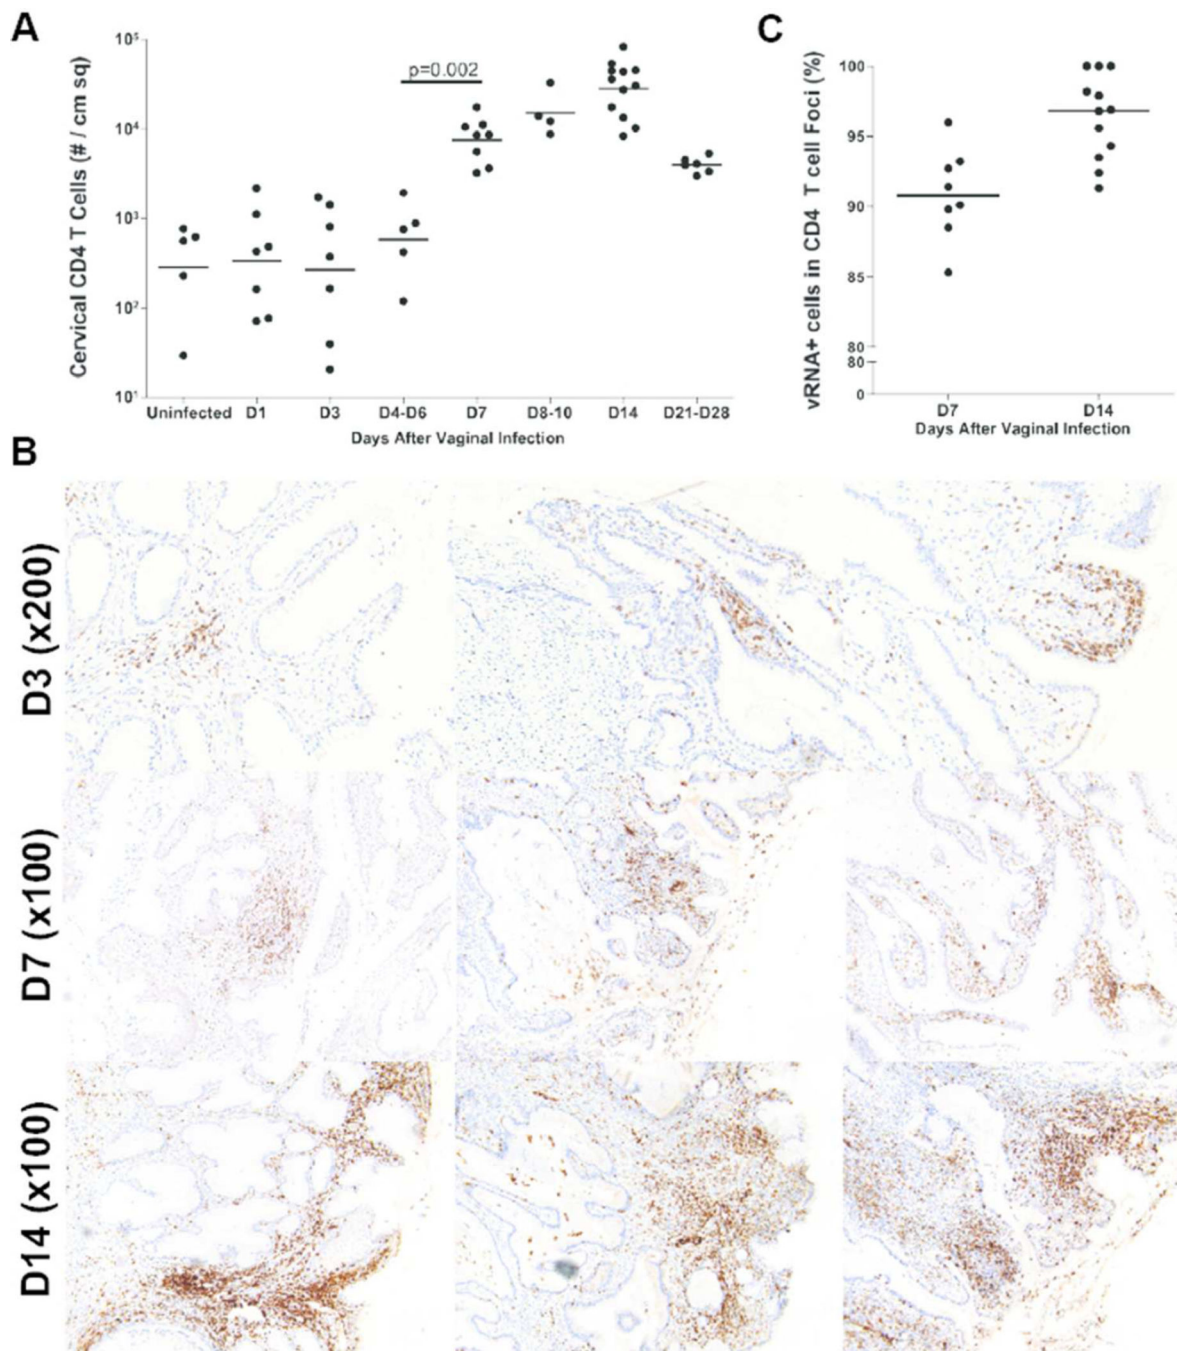 A
Cervical CD4 T Cells (# / cm sq)
10⁵
10⁴
10³
10²
10¹
p=0.002
Uninfected D1 D3 D4-D6 D7 D8-10 D14 D21-D28
Days After Vaginal Infection
C
vRNA+ cells in CD4 T cell Foci (%)
100
95
90
85
80
80
0
D7 D14
Days After Vaginal Infection
B
D3 (x200)
D7 (x100)
D14 (x100)